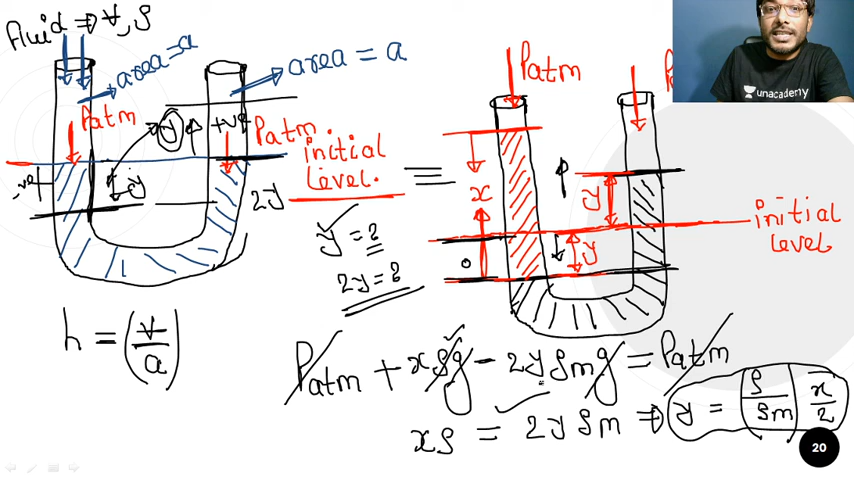 fluid ⇒ V, ρ
area = a
area = a
Patm
Patm
Patm
Patm.
y
+ve
-ve
y
initial
level.
2y
y = ?
2y = ?
≡
x
y
y
initial
level
h = (V/a)
Patm + xρg - 2yρmg = Patm
xρ = 2yρm ⇒ y = (ρ/ρm) x/2
unacademy
20